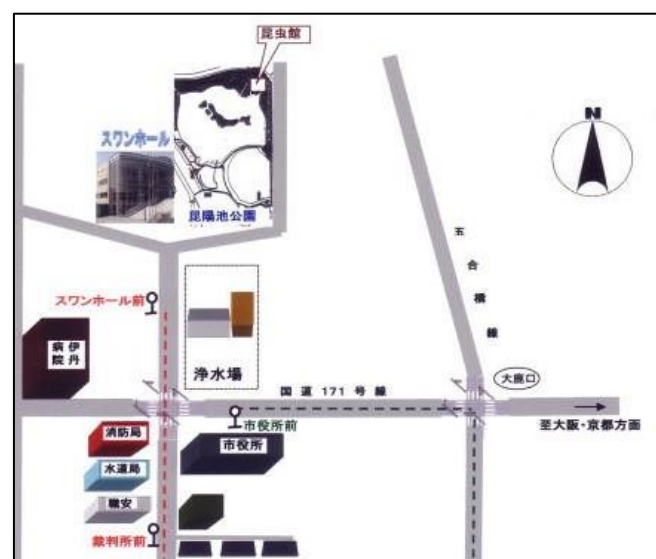 昆虫館
N
スワンホール
昆陽池公園
五合橋線
スワンホール前
病伊
院丹
浄水場
国道171号線
大鹿口
至大阪・京都方面
市役所前
消防局
市役所
水道局
職安
裁判所前